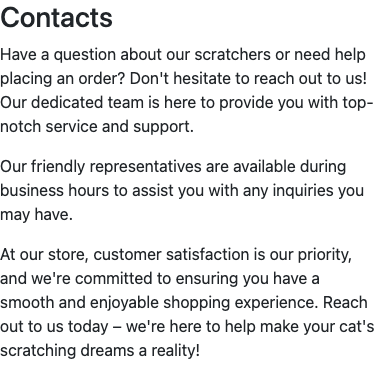 Contacts
Have a question about our scratchers or need help
placing an order? Don't hesitate to reach out to us!
Our dedicated team is here to provide you with top-
notch service and support.
Our friendly representatives are available during
business hours to assist you with any inquiries you
may have.
At our store, customer satisfaction is our priority,
and we're committed to ensuring you have a
smooth and enjoyable shopping experience. Reach
out to us today – we're here to help make your cat's
scratching dreams a reality!